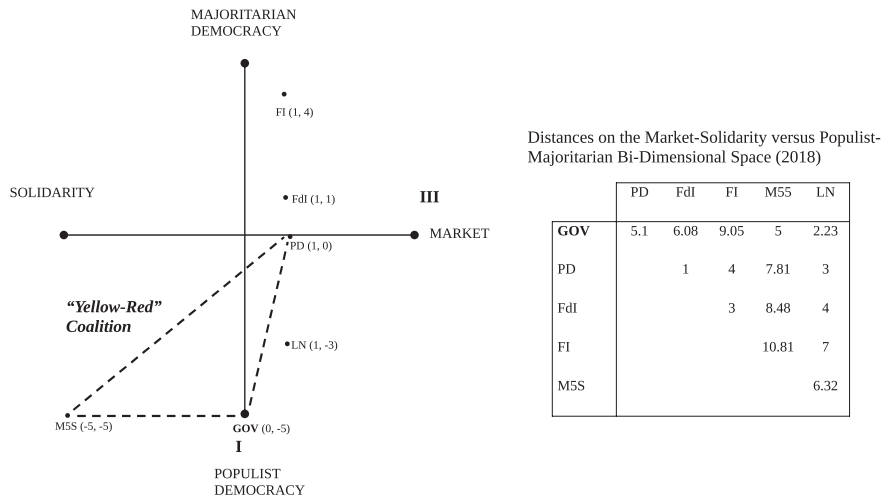 MAJORITARIAN
DEMOCRACY
FI (1, 4)
SOLIDARITY
FdI (1, 1)
III
MARKET
PD (1, 0)
“Yellow-Red”
Coalition
LN (1, -3)
M5S (-5, -5)
GOV (0, -5)
I
POPULIST
DEMOCRACY
Distances on the Market-Solidarity versus Populist-
Majoritarian Bi-Dimensional Space (2018)
PD FdI FI M55 LN
GOV 5.1 6.08 9.05 5 2.23
PD 1 4 7.81 3
FdI 3 8.48 4
FI 10.81 7
M5S 6.32